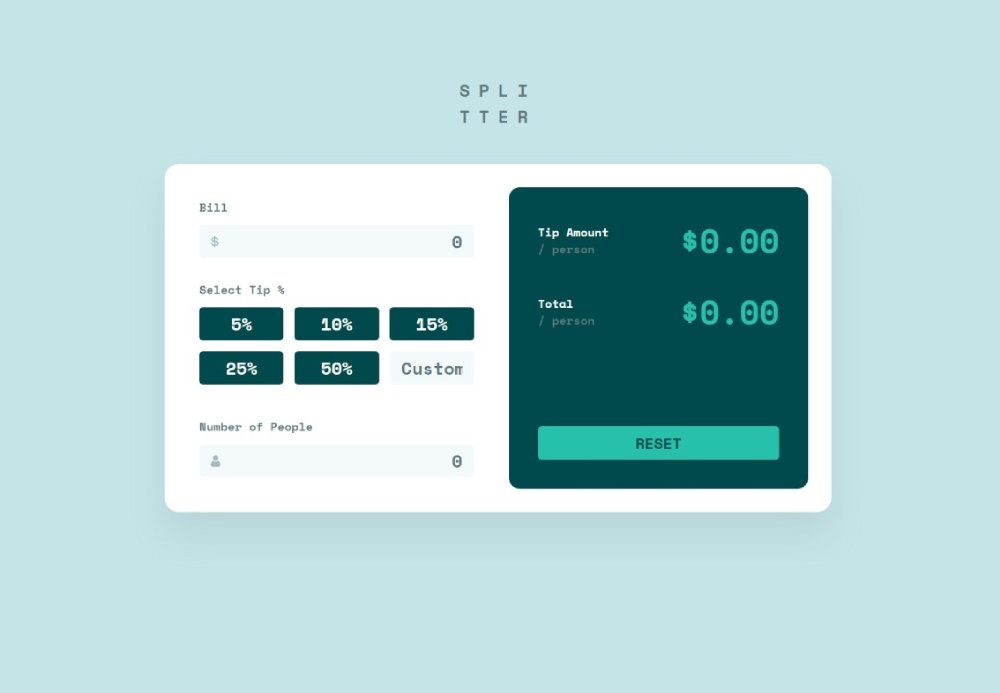 SPLI
TTER
Bill
$ 0
Select Tip %
5% 10% 15%
25% 50% Custom
Number of People
0
Tip Amount
/ person
$0.00
Total
/ person
$0.00
RESET